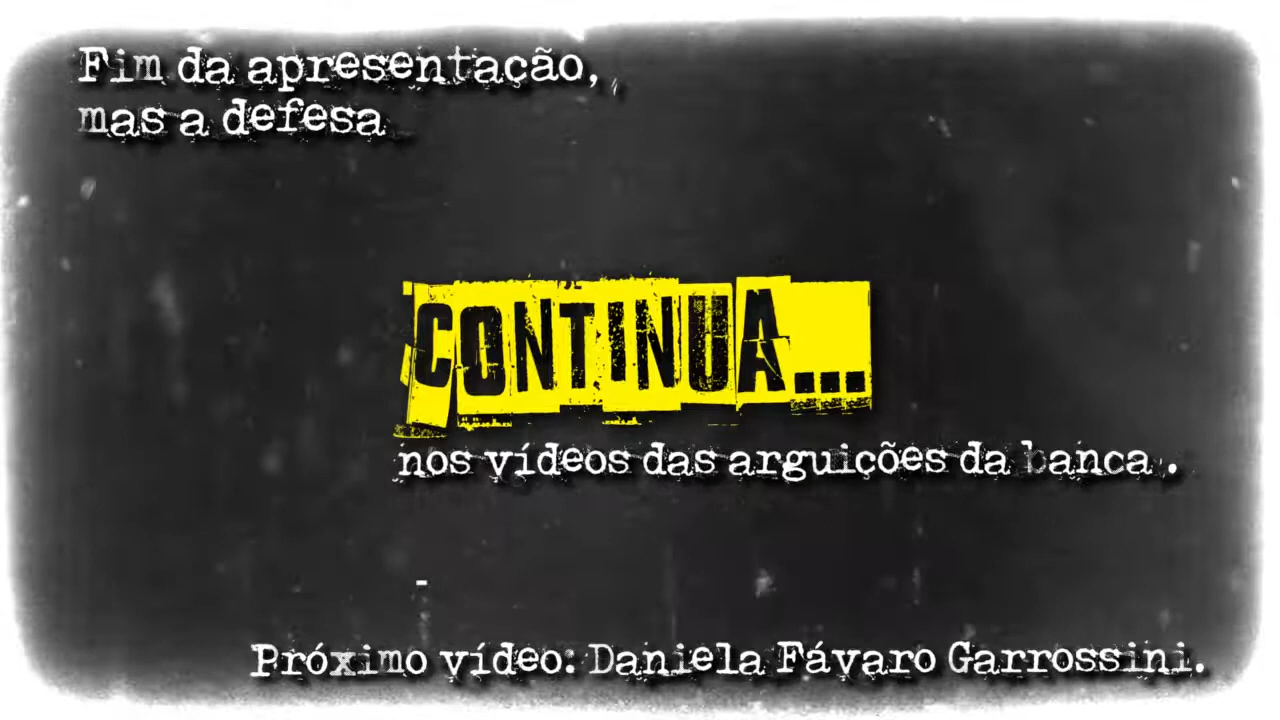 Fim da apresentação,
mas a defesa
CONTINUA...
nos vídeos das arguições da banca.
-
Próximo vídeo: Daniela Fávaro Garrossini.